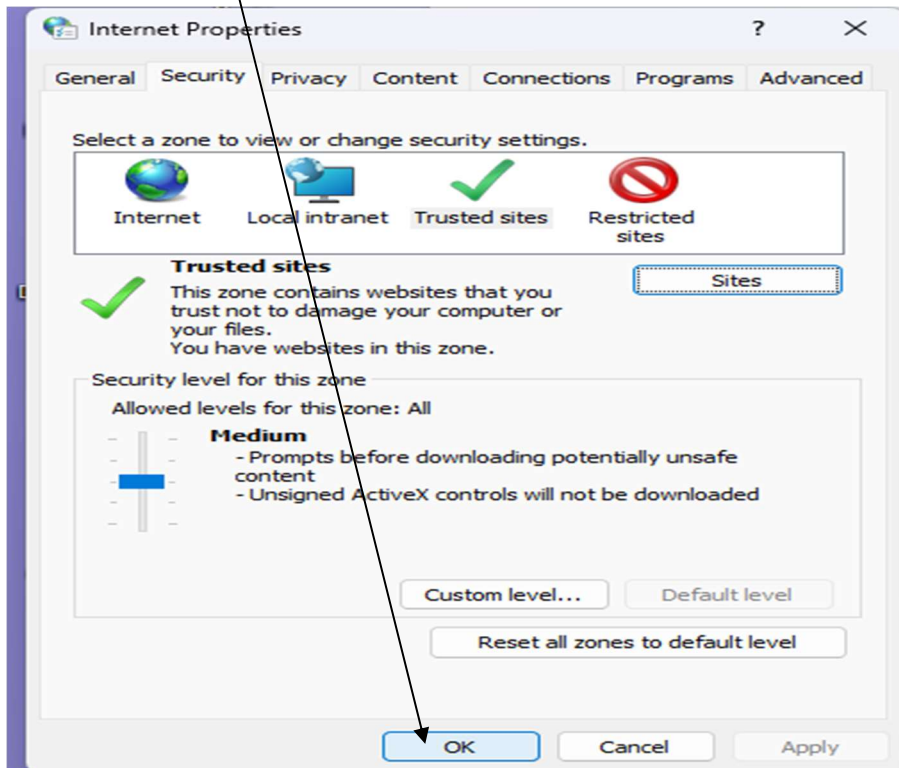 Internet Properties ?
General Security Privacy Content Connections Programs Advanced
Select a zone to view or change security settings.
Internet Local intranet Trusted sites Restricted sites
Trusted sites
Sites
This zone contains websites that you
trust not to damage your computer or
your files.
You have websites in this zone.
Security level for this zone
Allowed levels for this zone: All
Medium
- Prompts before downloading potentially unsafe
content
- Unsigned ActiveX controls will not be downloaded
Custom level... Default level
Reset all zones to default level
OK Cancel Apply